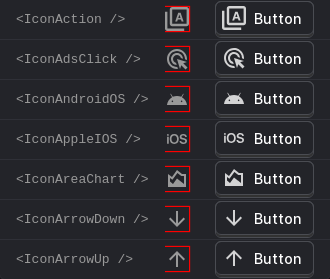 <IconAction /> A A Button
<IconAdsClick /> Button
<IconAndroidOS /> Button
<IconAppleIOS /> iOS iOS Button
<IconAreaChart /> Button
<IconArrowDown /> Button
<IconArrowUp /> Button